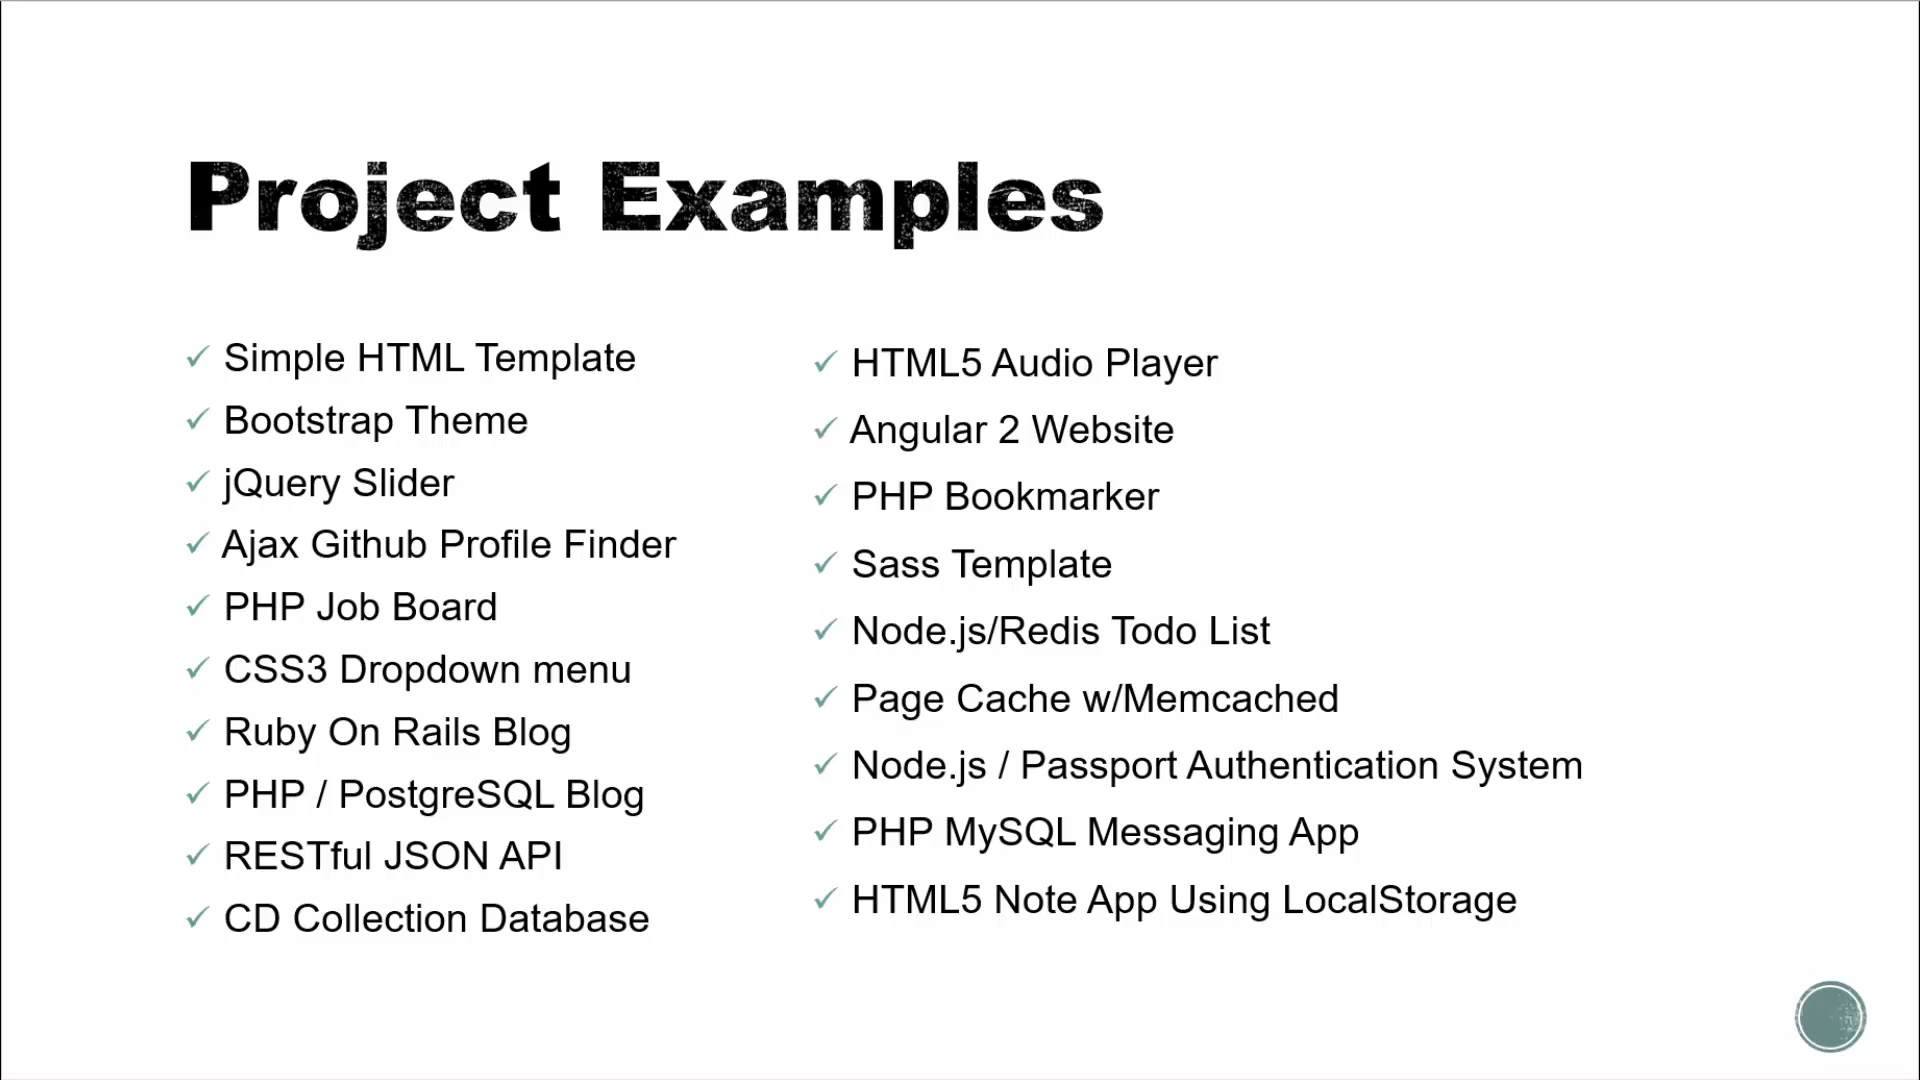 Project Examples
Simple HTML Template
Bootstrap Theme
jQuery Slider
Ajax Github Profile Finder
PHP Job Board
CSS3 Dropdown menu
Ruby On Rails Blog
PHP / PostgreSQL Blog
RESTful JSON API
CD Collection Database
HTML5 Audio Player
Angular 2 Website
PHP Bookmarker
Sass Template
Node.js/Redis Todo List
Page Cache w/Memcached
Node.js / Passport Authentication System
PHP MySQL Messaging App
HTML5 Note App Using LocalStorage